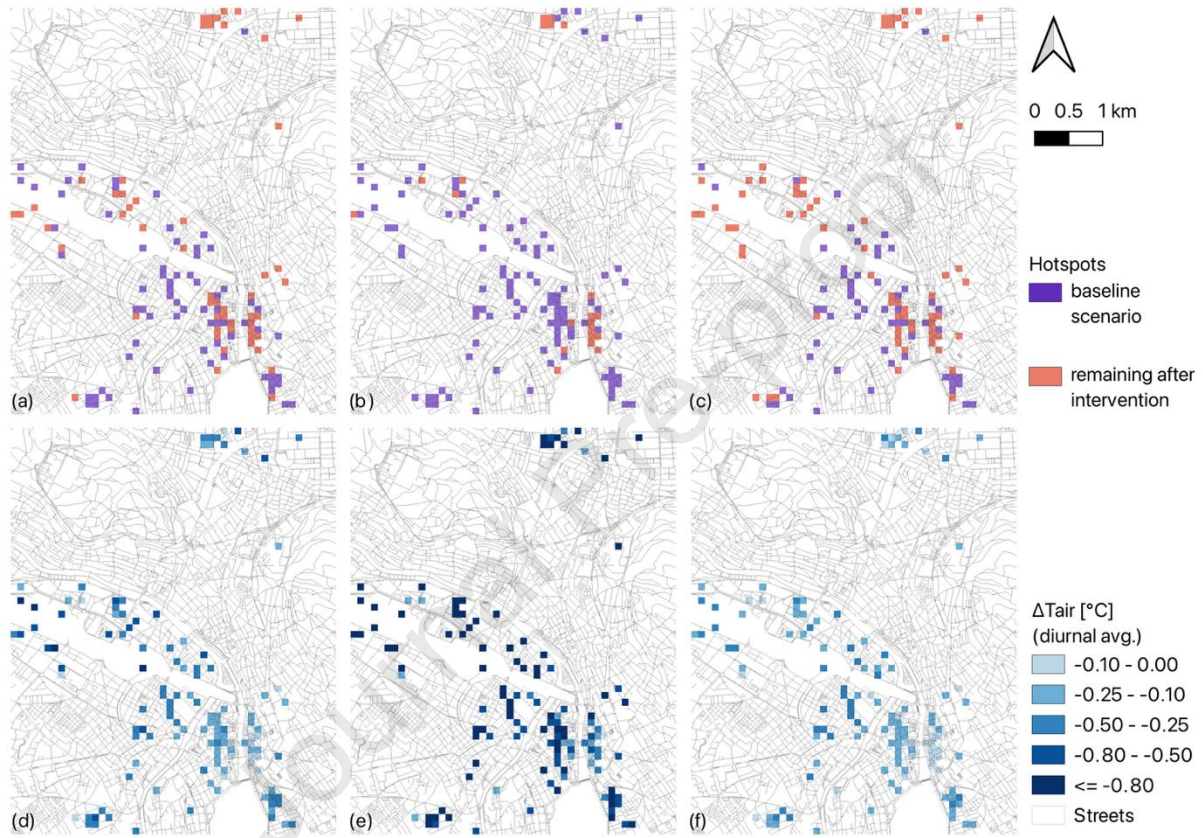 0 0.5 1 km
Hotspots
baseline
scenario
remaining after
intervention
(a)
(b)
(c)
ΔTair [°C]
(diurnal avg.)
-0.10 - 0.00
-0.25 - -0.10
-0.50 - -0.25
-0.80 - -0.50
<= -0.80
Streets
(d)
(e)
(f)
Journal Pre-proof